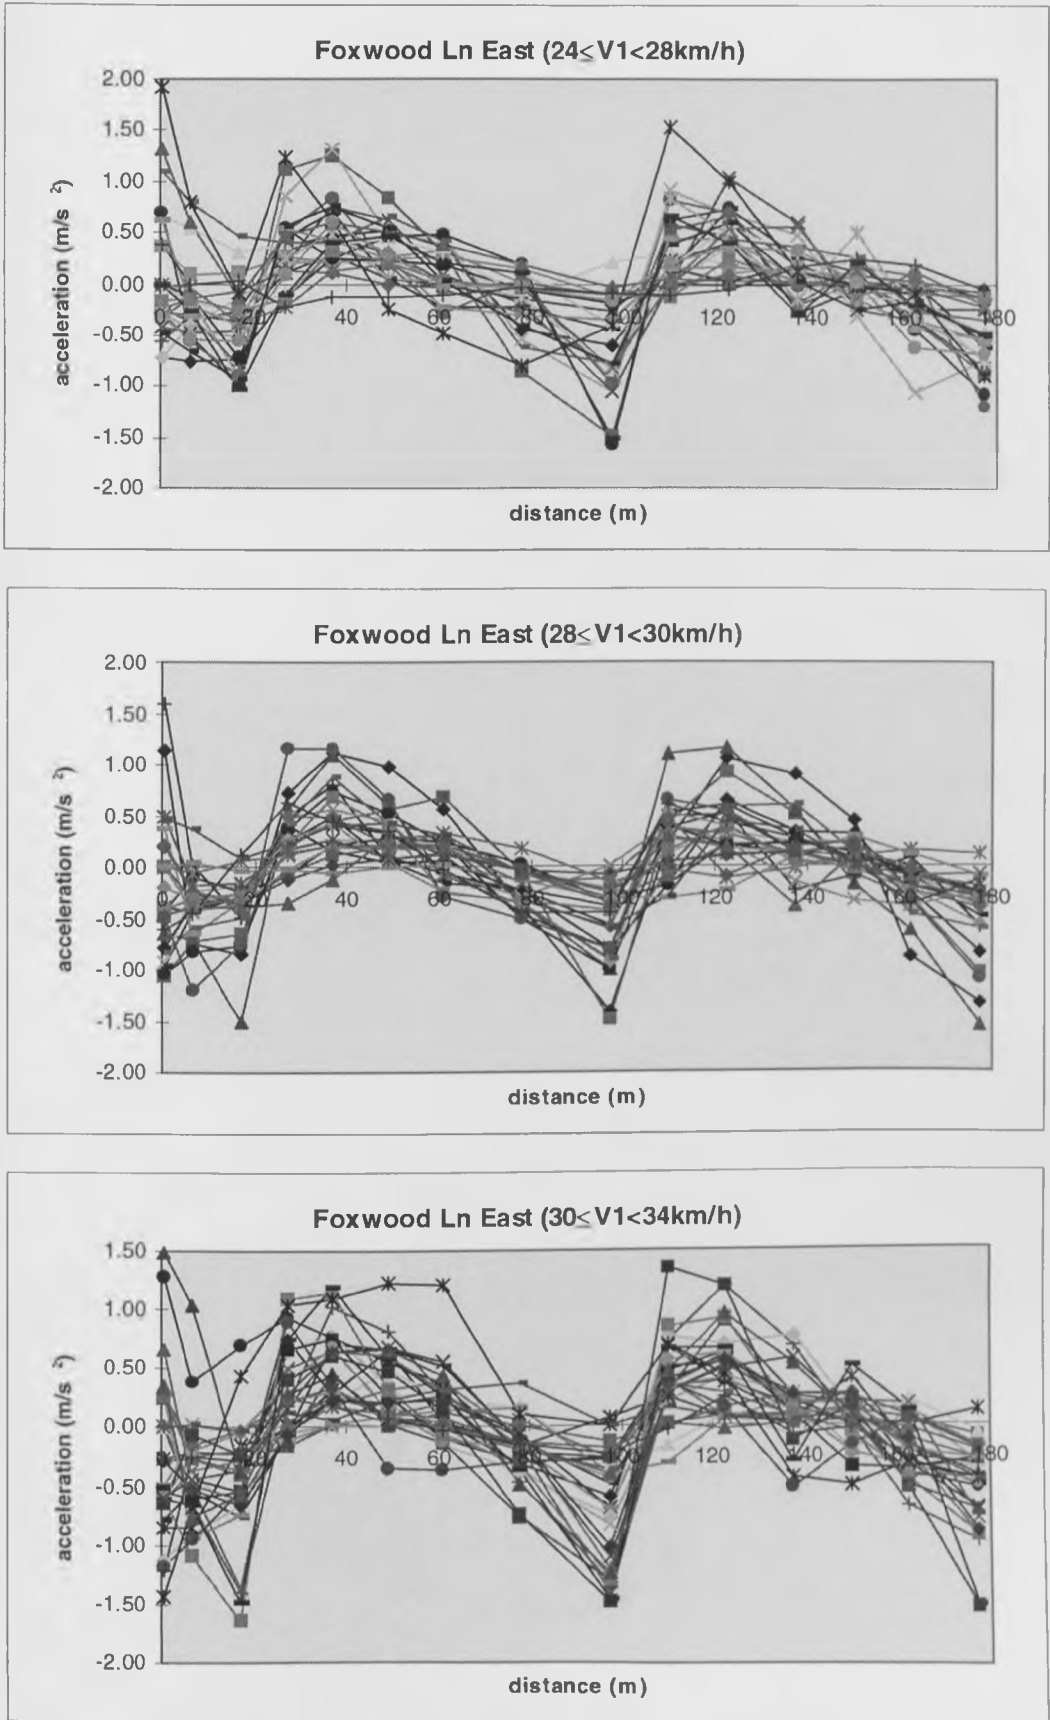 Foxwood Ln East (24≤V1<28km/h)
2.00
1.50
1.00
0.50
0.00
-0.50
-1.00
-1.50
-2.00
0 20 40 60 80 100 120 140 160 180
acceleration (m/s ²)
distance (m)
Foxwood Ln East (28≤V1<30km/h)
2.00
1.50
1.00
0.50
0.00
-0.50
-1.00
-1.50
-2.00
0 20 40 60 80 100 120 140 160 180
acceleration (m/s ²)
distance (m)
Foxwood Ln East (30≤V1<34km/h)
1.50
1.00
0.50
0.00
-0.50
-1.00
-1.50
-2.00
0 20 40 60 80 100 120 140 160 180
acceleration (m/s²)
distance (m)